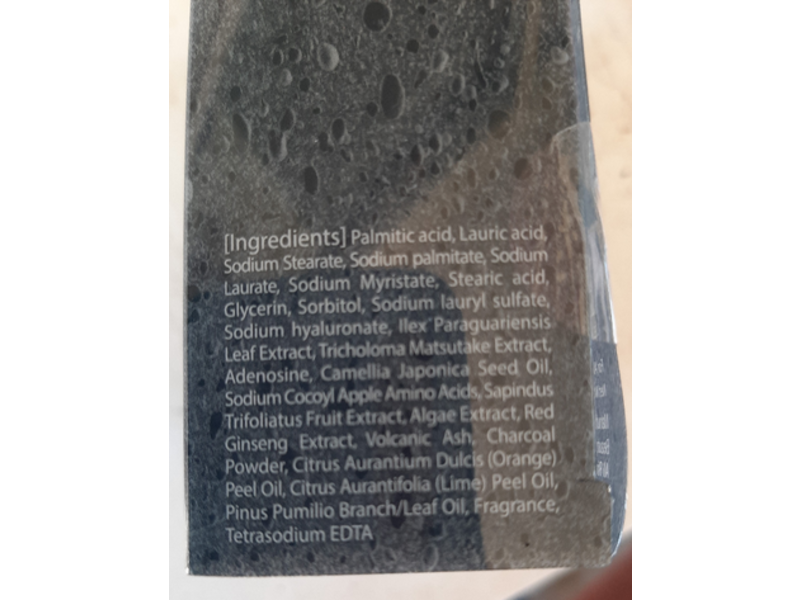 [Ingredients] Palmitic acid, Lauric acid,
Sodium Stearate, Sodium palmitate, Sodium
Laurate, Sodium Myristate, Stearic acid,
Glycerin, Sorbitol, Sodium lauryl sulfate,
Sodium hyaluronate, Ilex Paraguariensis
Leaf Extract, Tricholoma Matsutake Extract,
Adenosine, Camellia Japonica Seed Oil,
Sodium Cocoyl Apple Amino Acids, Sapindus
Trifoliatus Fruit Extract, Algae Extract, Red
Ginseng Extract, Volcanic Ash, Charcoal
Powder, Citrus Aurantium Dulcis (Orange)
Peel Oil, Citrus Aurantifolia (Lime) Peel Oil,
Pinus Pumilio Branch/Leaf Oil, Fragrance,
Tetrasodium EDTA